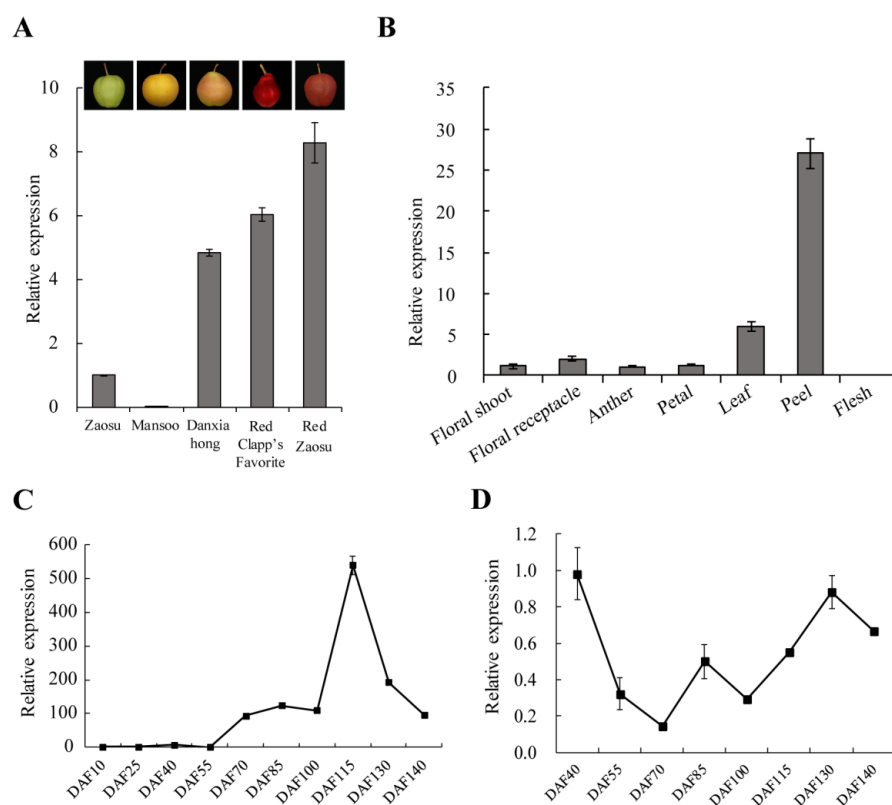 A
Relative expression
10
8
6
4
2
0
Zaosu
Mansoo
Danxia
hong
Red
Clapp's
Favorite
Red
Zaosu
B
Relative expression
35
30
25
20
15
10
5
0
Floral shoot
Floral receptacle
Anther
Petal
Leaf
Peel
Flesh
C
Relative expression
600
500
400
300
200
100
0
DAF10
DAF25
DAF40
DAF55
DAF70
DAF85
DAF100
DAF115
DAF130
DAF140
D
Relative expression
1.2
1.0
0.8
0.6
0.4
0.2
0.0
DAF40
DAF55
DAF70
DAF85
DAF100
DAF115
DAF130
DAF140